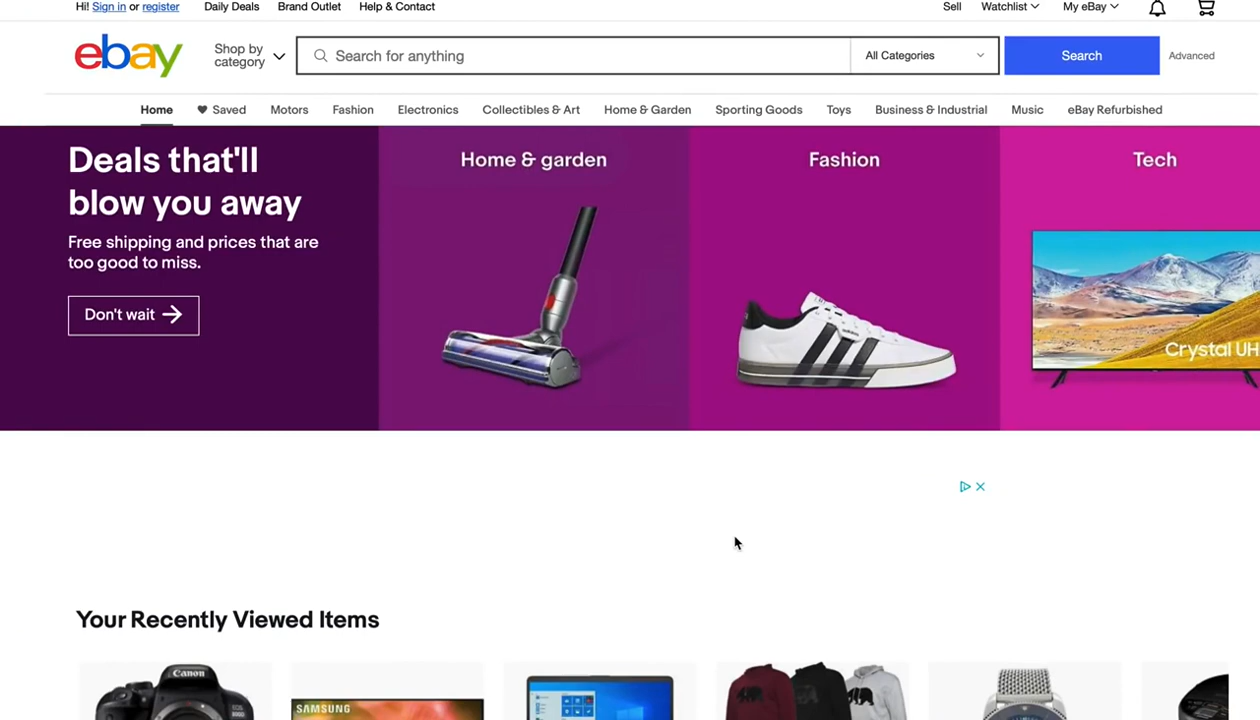 Hi! Sign in or register
Daily Deals
Brand Outlet
Help & Contact
Sell
Watchlist
My eBay
ebay
Shop by
category
Search for anything
All Categories
Search
Advanced
Home
Saved
Motors
Fashion
Electronics
Collectibles & Art
Home & Garden
Sporting Goods
Toys
Business & Industrial
Music
eBay Refurbished
Deals that'll
blow you away
Free shipping and prices that are
too good to miss.
Don't wait
Home & garden
Fashion
Tech
Crystal UH
Your Recently Viewed Items
Canon
SAMSUNG